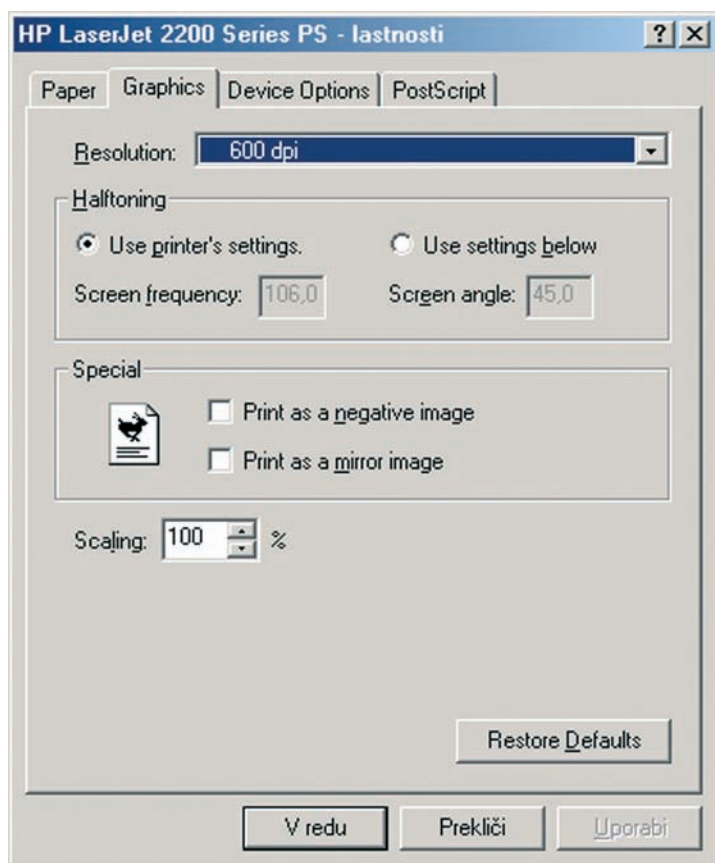 HP LaserJet 2200 Series PS - lastnosti
Paper Graphics Device Options PostScript
Resolution: 600 dpi
Halftoning
Use printer's settings. Use settings below
Screen frequency: 106,0 Screen angle: 45,0
Special
Print as a negative image
Print as a mirror image
Scaling: 100 %
Restore Defaults
V redu Prekliči Uporabi